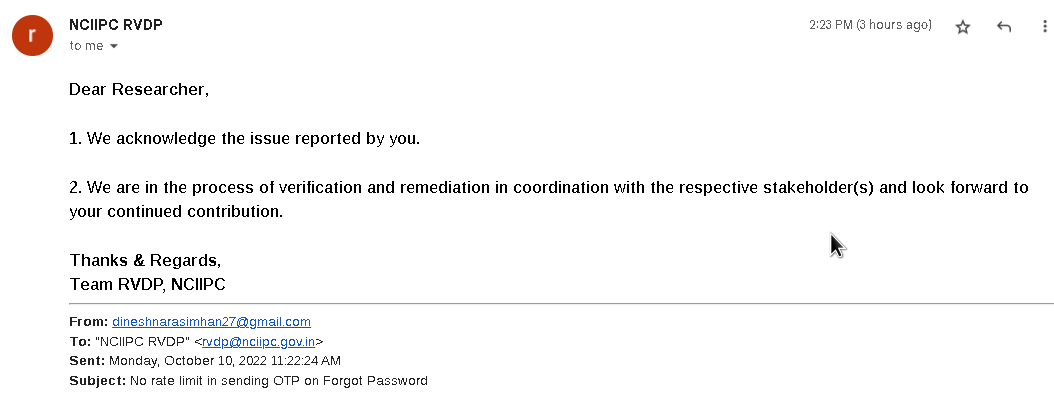 r
NCIIPC RVDP
2:23 PM (3 hours ago)
to me
Dear Researcher,
1. We acknowledge the issue reported by you.
2. We are in the process of verification and remediation in coordination with the respective stakeholder(s) and look forward to
your continued contribution.
Thanks & Regards,
Team RVDP, NCIIPC
From: dineshnarasimhan27@gmail.com
To: "NCIIPC RVDP" <rvdp@nciipc.gov.in>
Sent: Monday, October 10, 2022 11:22:24 AM
Subject: No rate limit in sending OTP on Forgot Password